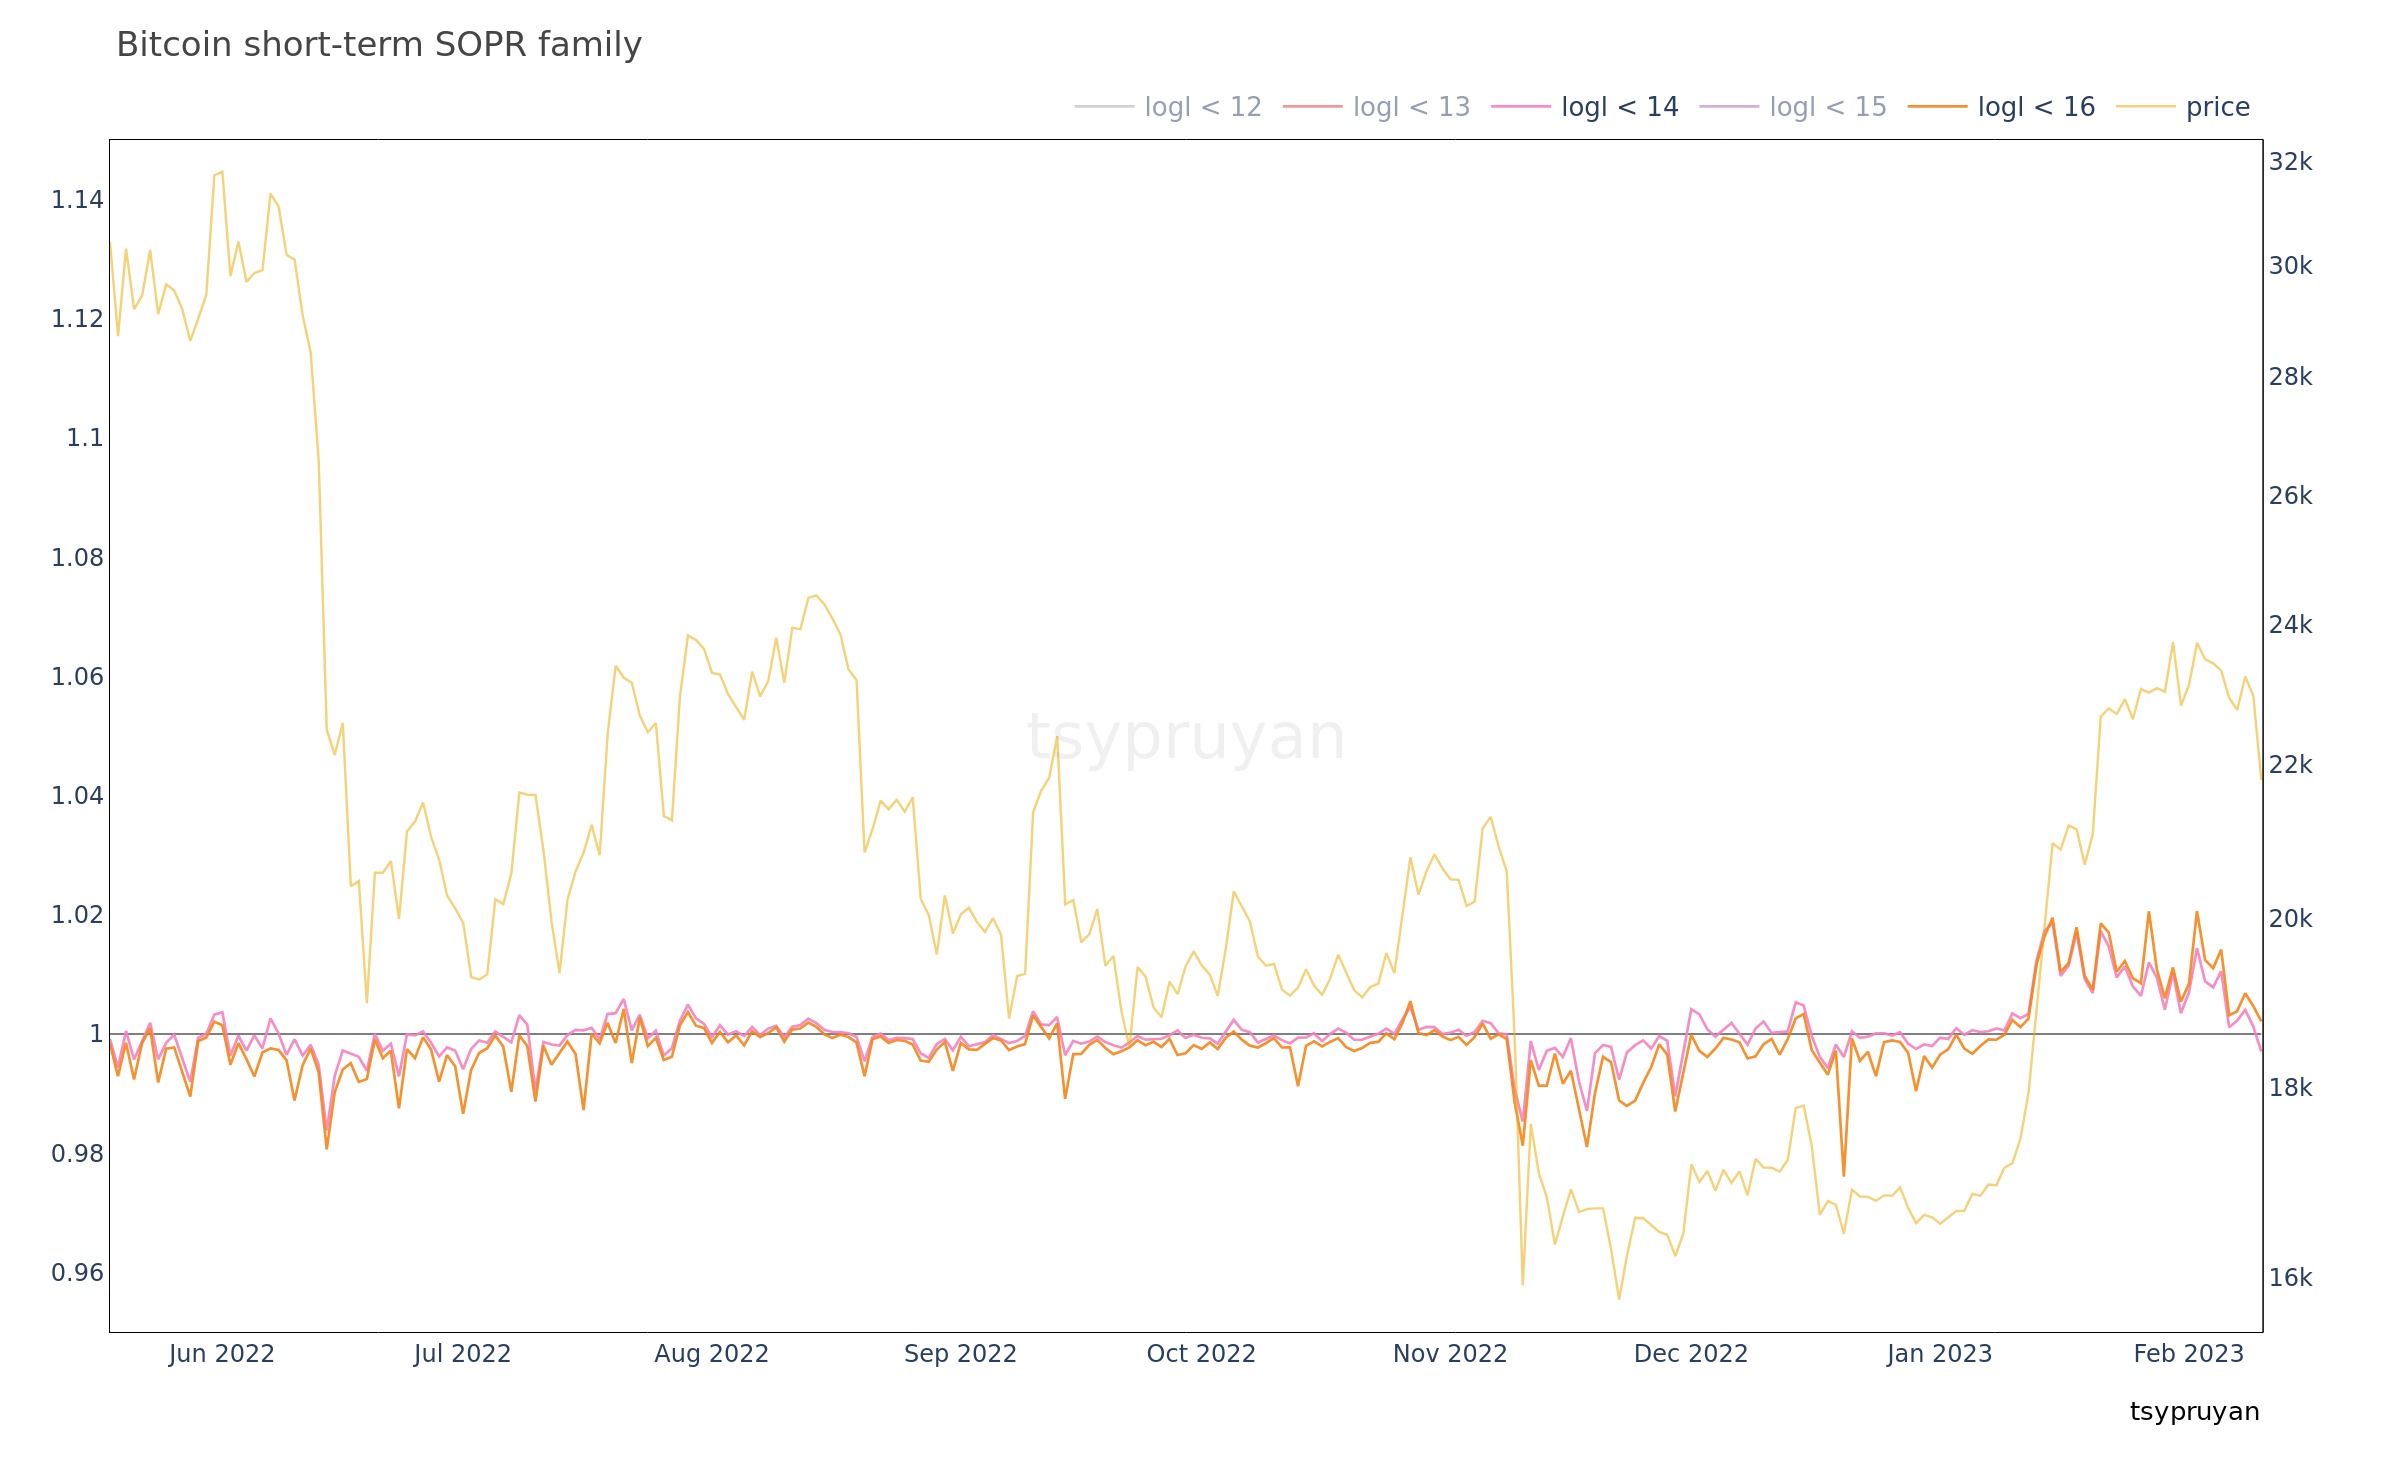 Bitcoin short-term SOPR family
logl < 12 logl < 13 logl < 14 logl < 15 logl < 16 price
1.14
1.12
1.1
1.08
1.06
1.04
1.02
1
0.98
0.96
32k
30k
28k
26k
24k
22k
20k
18k
16k
tsypruyan
Jun 2022 Jul 2022 Aug 2022 Sep 2022 Oct 2022 Nov 2022 Dec 2022 Jan 2023 Feb 2023
tsypruyan